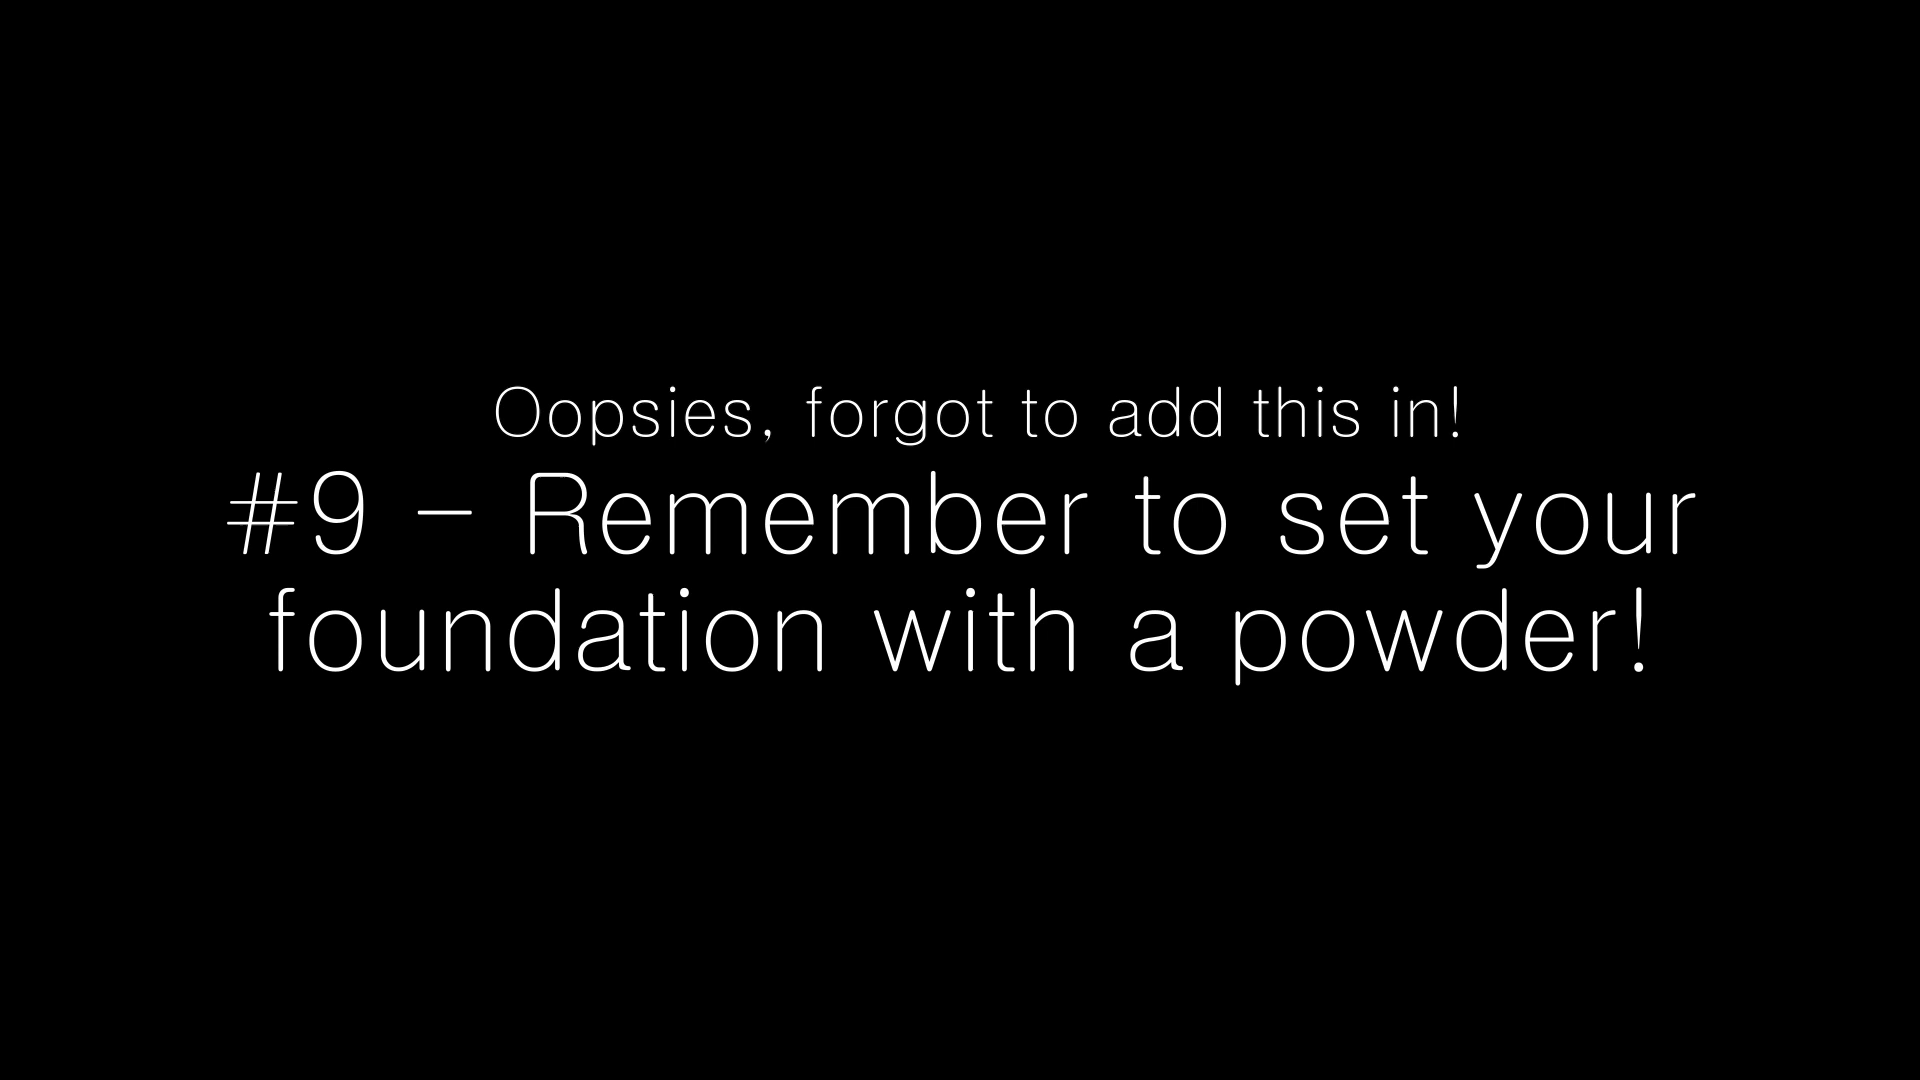 Oopsies, forgot to add this in!
#9 - Remember to set your
foundation with a powder!